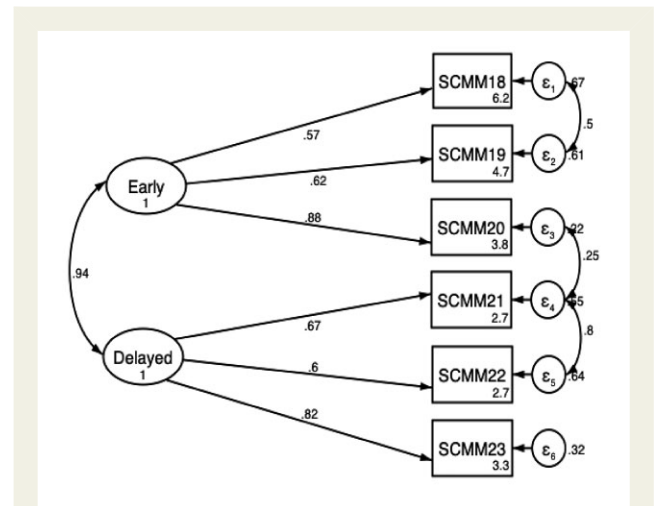 SCMM18
6.2
ε1
.67
.57
.5
SCMM19
4.7
ε2
.61
.62
Early
1
.88
SCMM20
3.8
ε3
.25
.94
SCMM21
2.7
ε4
.67
.8
Delayed
1
.6
SCMM22
2.7
ε5
.64
.82
SCMM23
3.3
ε6
.32